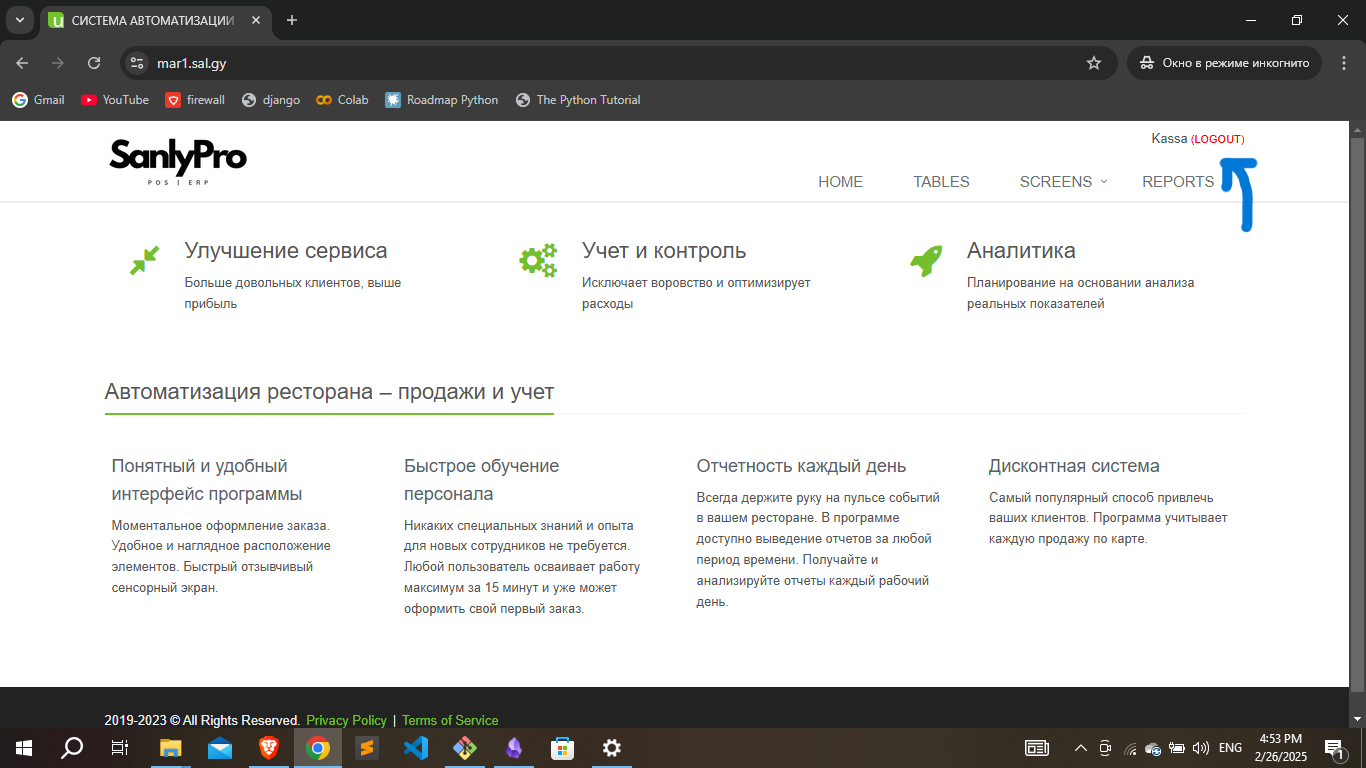 СИСТЕМА АВТОМАТИЗАЦИИ
mar1.sal.gy
Окно в режиме инкогнито
Gmail
YouTube
firewall
django
Colab
Roadmap Python
The Python Tutorial
SanlyPro
POS | ERP
Kassa (LOGOUT)
HOME
TABLES
SCREENS
REPORTS
Улучшение сервиса
Больше довольных клиентов, выше
прибыль
Учет и контроль
Исключает воровство и оптимизирует
расходы
Аналитика
Планирование на основании анализа
реальных показателей
Автоматизация ресторана – продажи и учет
Понятный и удобный
интерфейс программы
Моментальное оформление заказа.
Удобное и наглядное расположение
элементов. Быстрый отзывчивый
сенсорный экран.
Быстрое обучение
персонала
Никаких специальных знаний и опыта
для новых сотрудников не требуется.
Любой пользователь осваивает работу
максимум за 15 минут и уже может
оформить свой первый заказ.
Отчетность каждый день
Всегда держите руку на пульсе событий
в вашем ресторане. В программе
доступно выведение отчетов за любой
период времени. Получайте и
анализируйте отчеты каждый рабочий
день.
Дисконтная система
Самый популярный способ привлечь
ваших клиентов. Программа учитывает
каждую продажу по карте.
2019-2023 © All Rights Reserved. Privacy Policy | Terms of Service
ENG
4:53 PM
2/26/2025
1